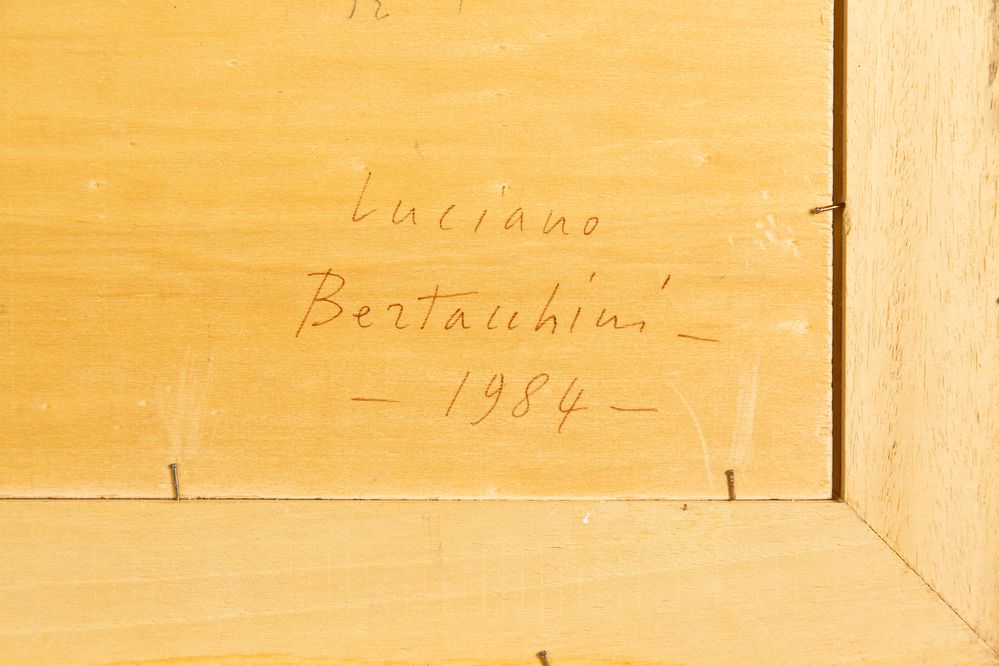 Luciano
Bertacchini -
- 1984 -